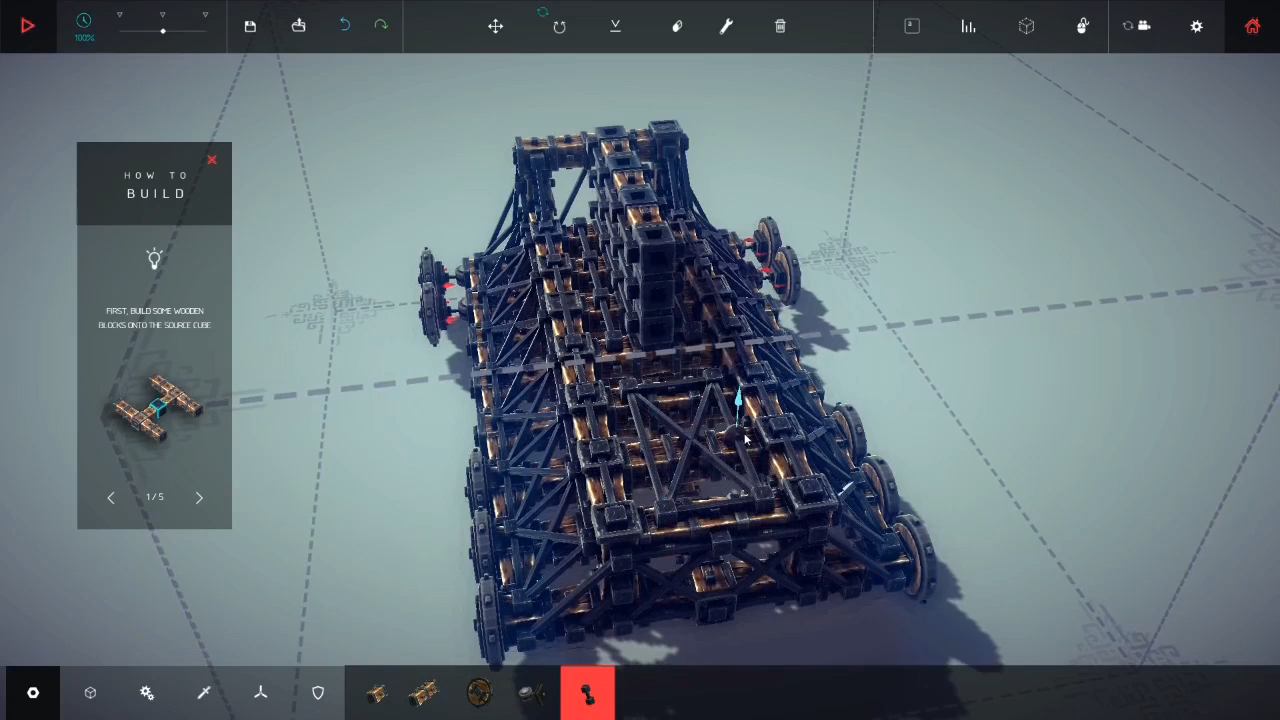 100%
HOW TO
BUILD
FIRST, BUILD SOME WOODEN
BLOCKS ONTO THE SOURCE CUBE
1/5